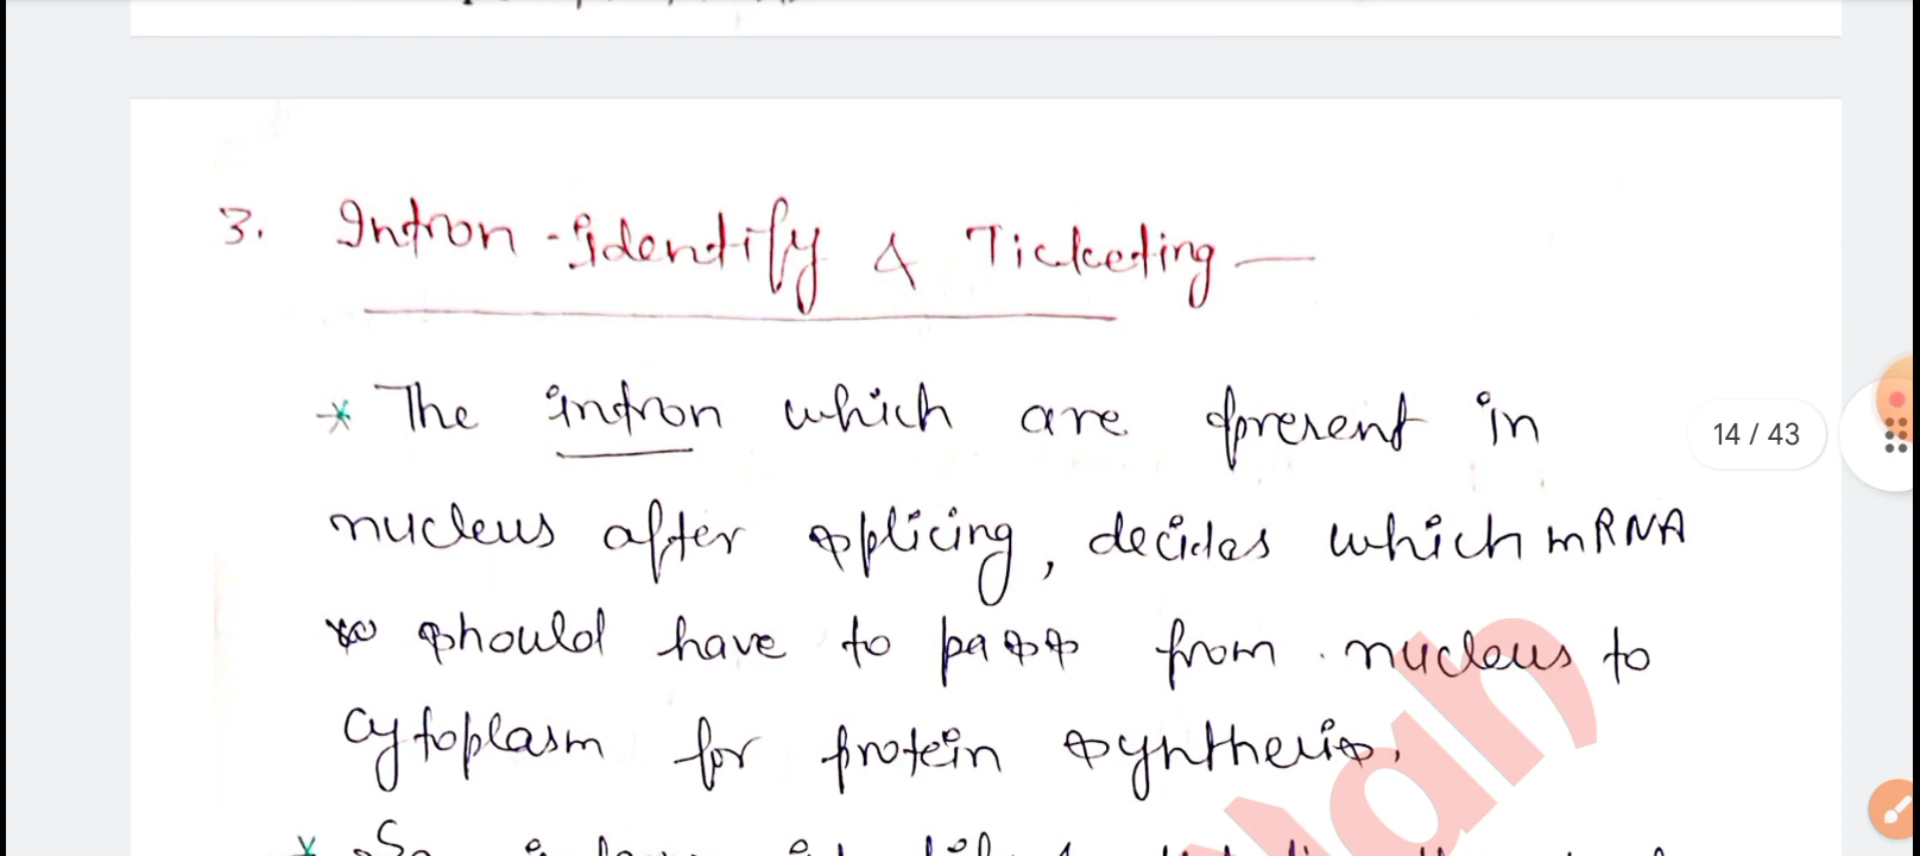 3. Intron - identify & Ticketing —
* The intron which are present in
nucleus after splicing, decides which mRNA
should have to pass from nucleus to
cytoplasm for protein synthesis.
14 / 43
* So